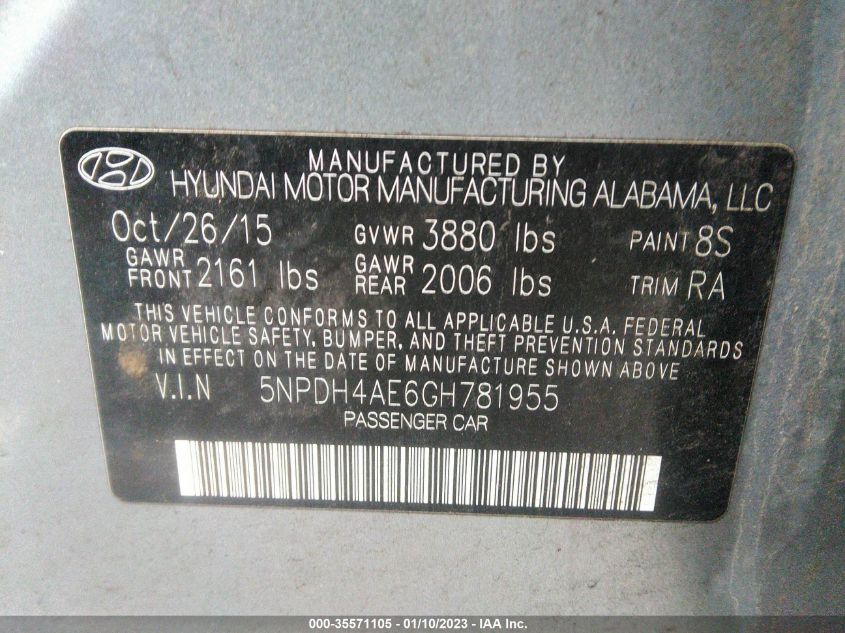 MANUFACTURED BY
HYUNDAI MOTOR MANUFACTURING ALABAMA, LLC
Oct/26/15 GVWR 3880 lbs PAINT 8S
GAWR FRONT 2161 lbs GAWR REAR 2006 lbs TRIM RA
THIS VEHICLE CONFORMS TO ALL APPLICABLE U.S.A. FEDERAL
MOTOR VEHICLE SAFETY, BUMPER, AND THEFT PREVENTION STANDARDS
IN EFFECT ON THE DATE OF MANUFACTURE SHOWN ABOVE
V.I.N 5NPDH4AE6GH781955
PASSENGER CAR
000-35571105 - 01/10/2023 - IAA Inc.